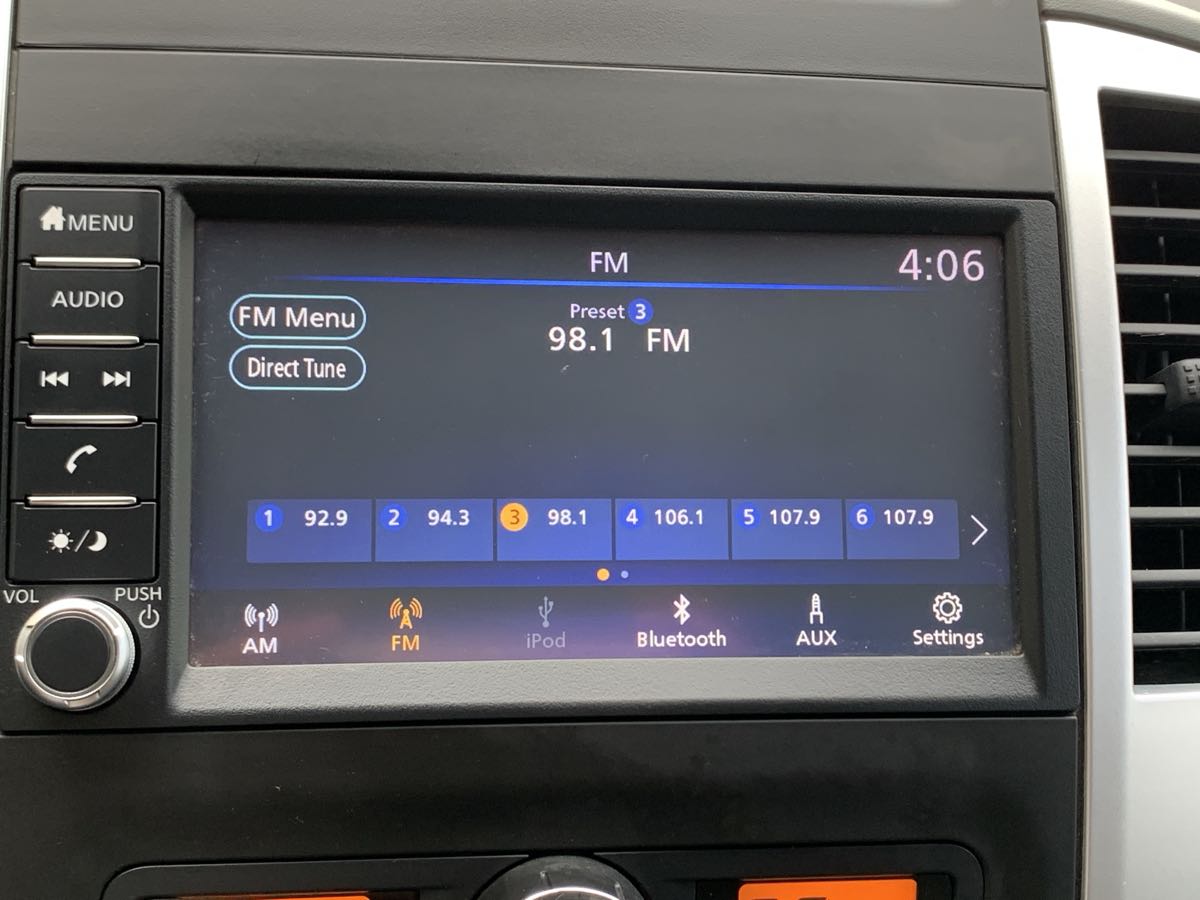 MENU
AUDIO
VOL
PUSH
FM
4:06
FM Menu
Direct Tune
Preset 3
98.1 FM
1 92.9
2 94.3
3 98.1
4 106.1
5 107.9
6 107.9
AM
FM
iPod
Bluetooth
AUX
Settings